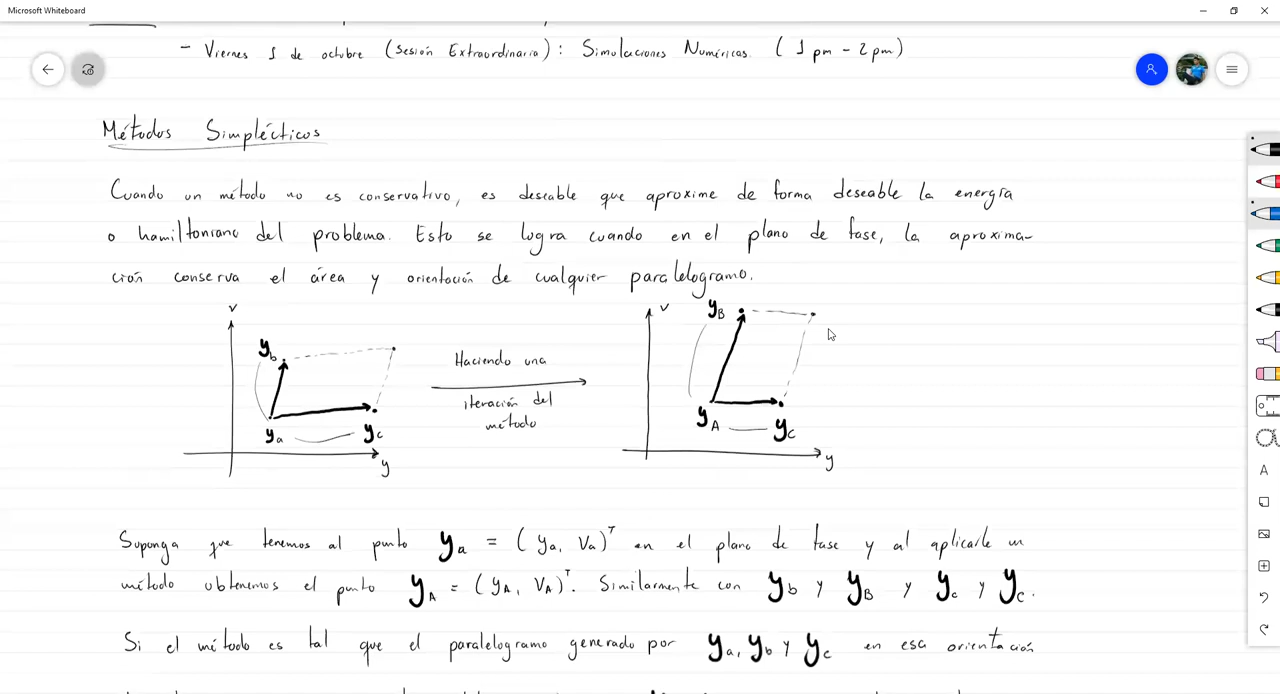 Microsoft Whiteboard
- Viernes 1 de octubre (Sesión Extraordinaria): Simulaciones Numéricas. (1 pm - 2 pm)
Métodos Simplécticos
Cuando un método no es conservativo, es deseable que aproxime de forma deseable la energía
o hamiltoniano del problema. Esto se logra cuando en el plano de fase, la aproxima-
ción conserva el área y orientación de cualquier paralelogramo.
v
y_b
y_a
y_c
y
Haciendo una
iteración del
método
v
y_B
y_A
y_C
y
Suponga que tenemos al punto y_a = (y_a, v_a)^T en el plano de fase y al aplicarle un
método obtenemos el punto y_A = (y_A, v_A)^T. Similarmente con y_b y y_B y y_c y y_C.
Si el método es tal que el paralelogramo generado por y_a, y_b y y_c en esa orientación